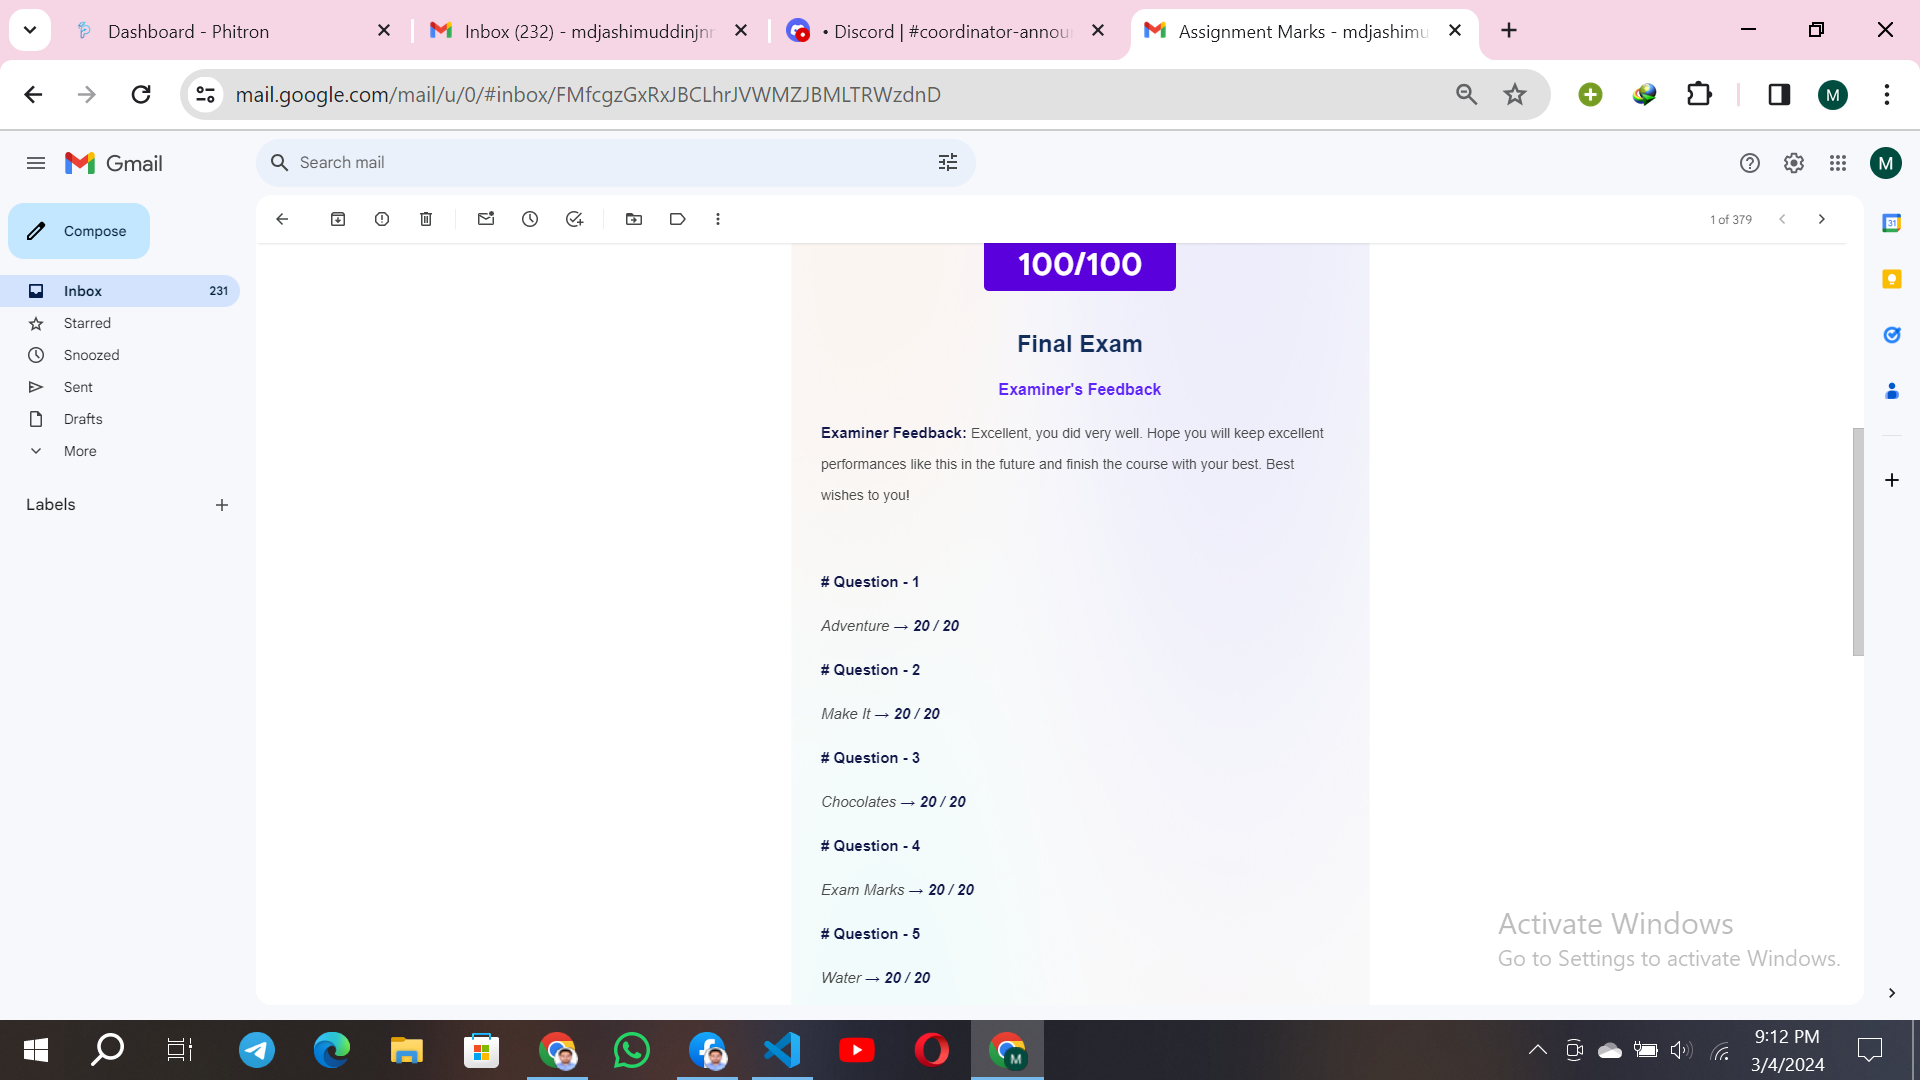 Dashboard - Phitron
Inbox (232) - mdjashimuddinjnr
• Discord | #coordinator-annou
Assignment Marks - mdjashimu
mail.google.com/mail/u/0/#inbox/FMfcgzGxRxJBCLhrJVWMZJBMLTRWzdnD
M
Gmail
Search mail
M
Compose
1 of 379
31
Inbox 231
Starred
Snoozed
Sent
Drafts
More
Labels
100/100
Final Exam
Examiner's Feedback
Examiner Feedback: Excellent, you did very well. Hope you will keep excellent
performances like this in the future and finish the course with your best. Best
wishes to you!
# Question - 1
Adventure → 20 / 20
# Question - 2
Make It → 20 / 20
# Question - 3
Chocolates → 20 / 20
# Question - 4
Exam Marks → 20 / 20
# Question - 5
Water → 20 / 20
Activate Windows
Go to Settings to activate Windows.
M
9:12 PM
3/4/2024